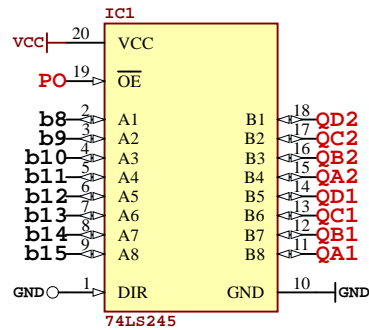 IC1
VCC 20 VCC
PO 19 OE
b8 2 A1 B1 18 QD2
b9 3 A2 B2 17 QC2
b10 4 A3 B3 16 QB2
b11 5 A4 B4 15 QA2
b12 6 A5 B5 14 QD1
b13 7 A6 B6 13 QC1
b14 8 A7 B7 12 QB1
b15 9 A8 B8 11 QA1
GND 1 DIR GND 10 GND
74LS245